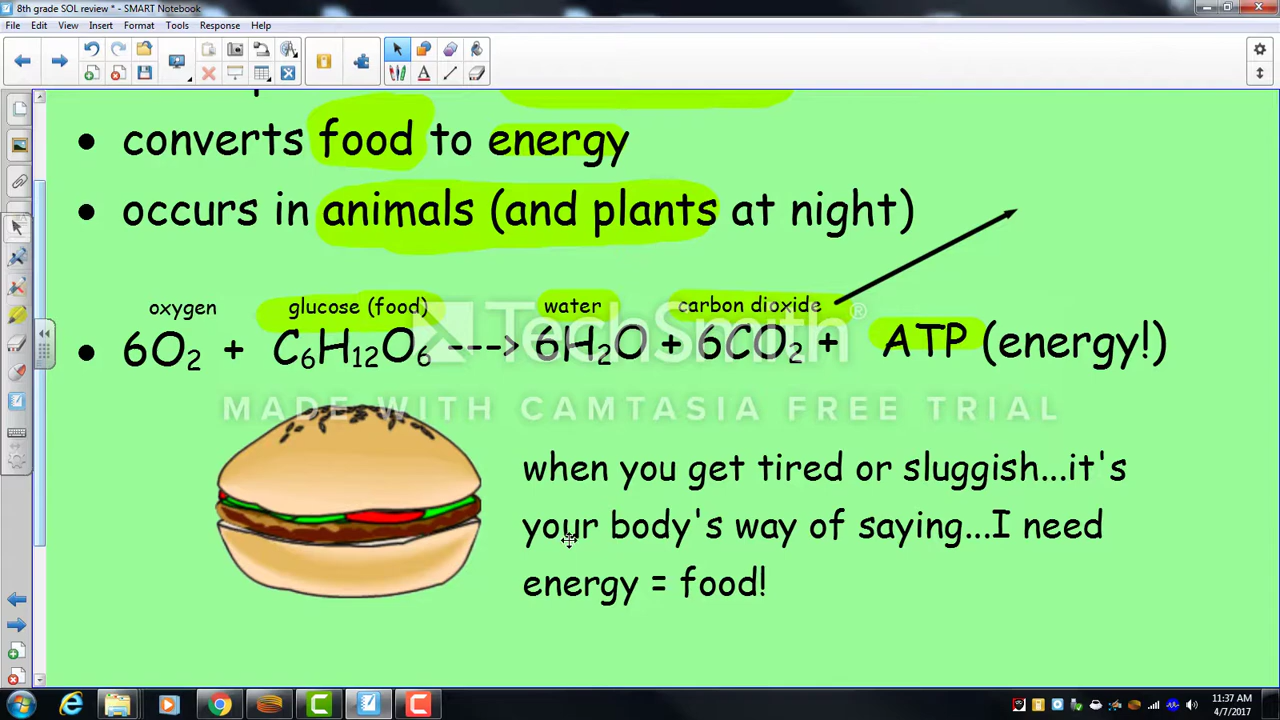 8th grade SOL review * - SMART Notebook
File Edit View Insert Format Tools Response Help
• converts food to energy
• occurs in animals (and plants at night)
oxygen glucose (food) water carbon dioxide
• 6O₂ + C₆H₁₂O₆ ---> 6H₂O + 6CO₂ + ATP (energy!)
TechSmith®
MADE WITH CAMTASIA FREE TRIAL
when you get tired or sluggish...it's
your body's way of saying...I need
energy = food!
11:37 AM
4/7/2017